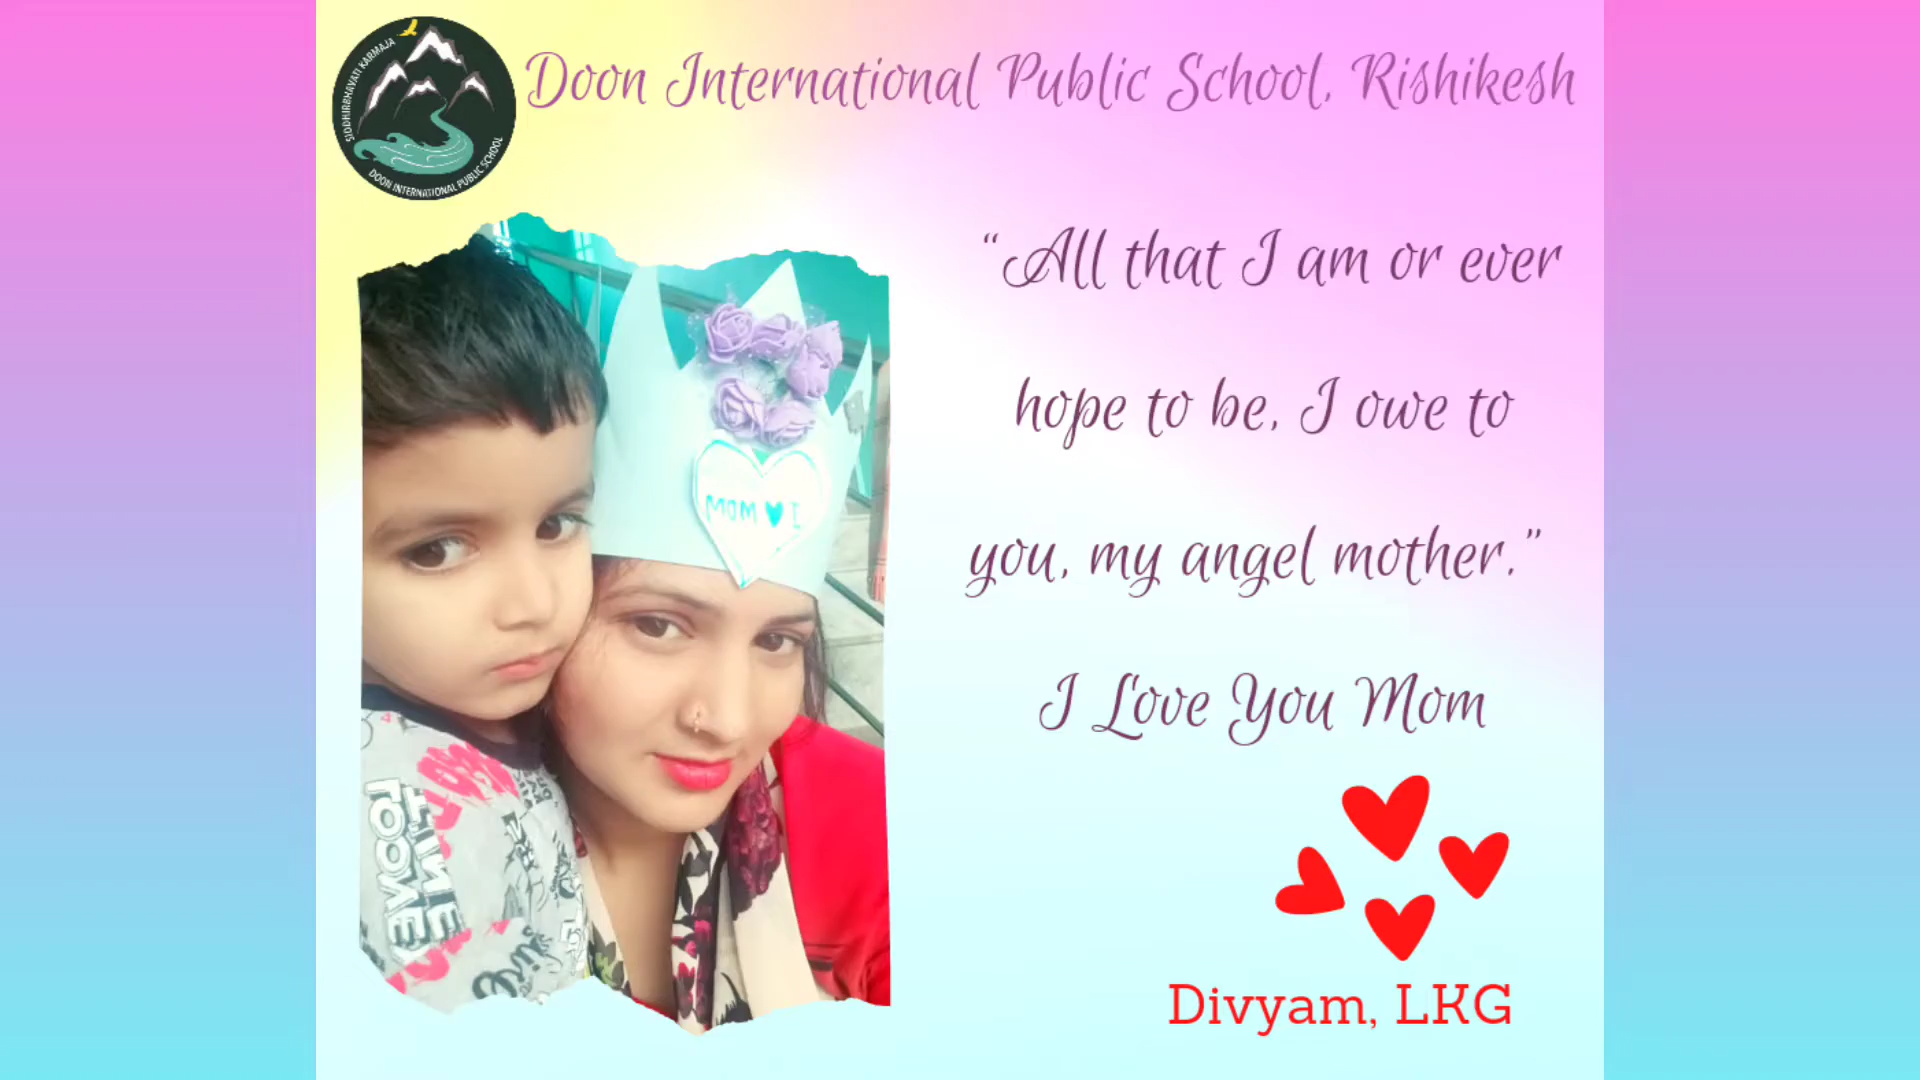 SIDDHIRBHAVATI KARMAJA
DOON INTERNATIONAL PUBLIC SCHOOL
Doon International Public School, Rishikesh
“All that I am or ever
hope to be, I owe to
you, my angel mother.”
I Love You Mom
MOM ♥ I
Divyam, LKG